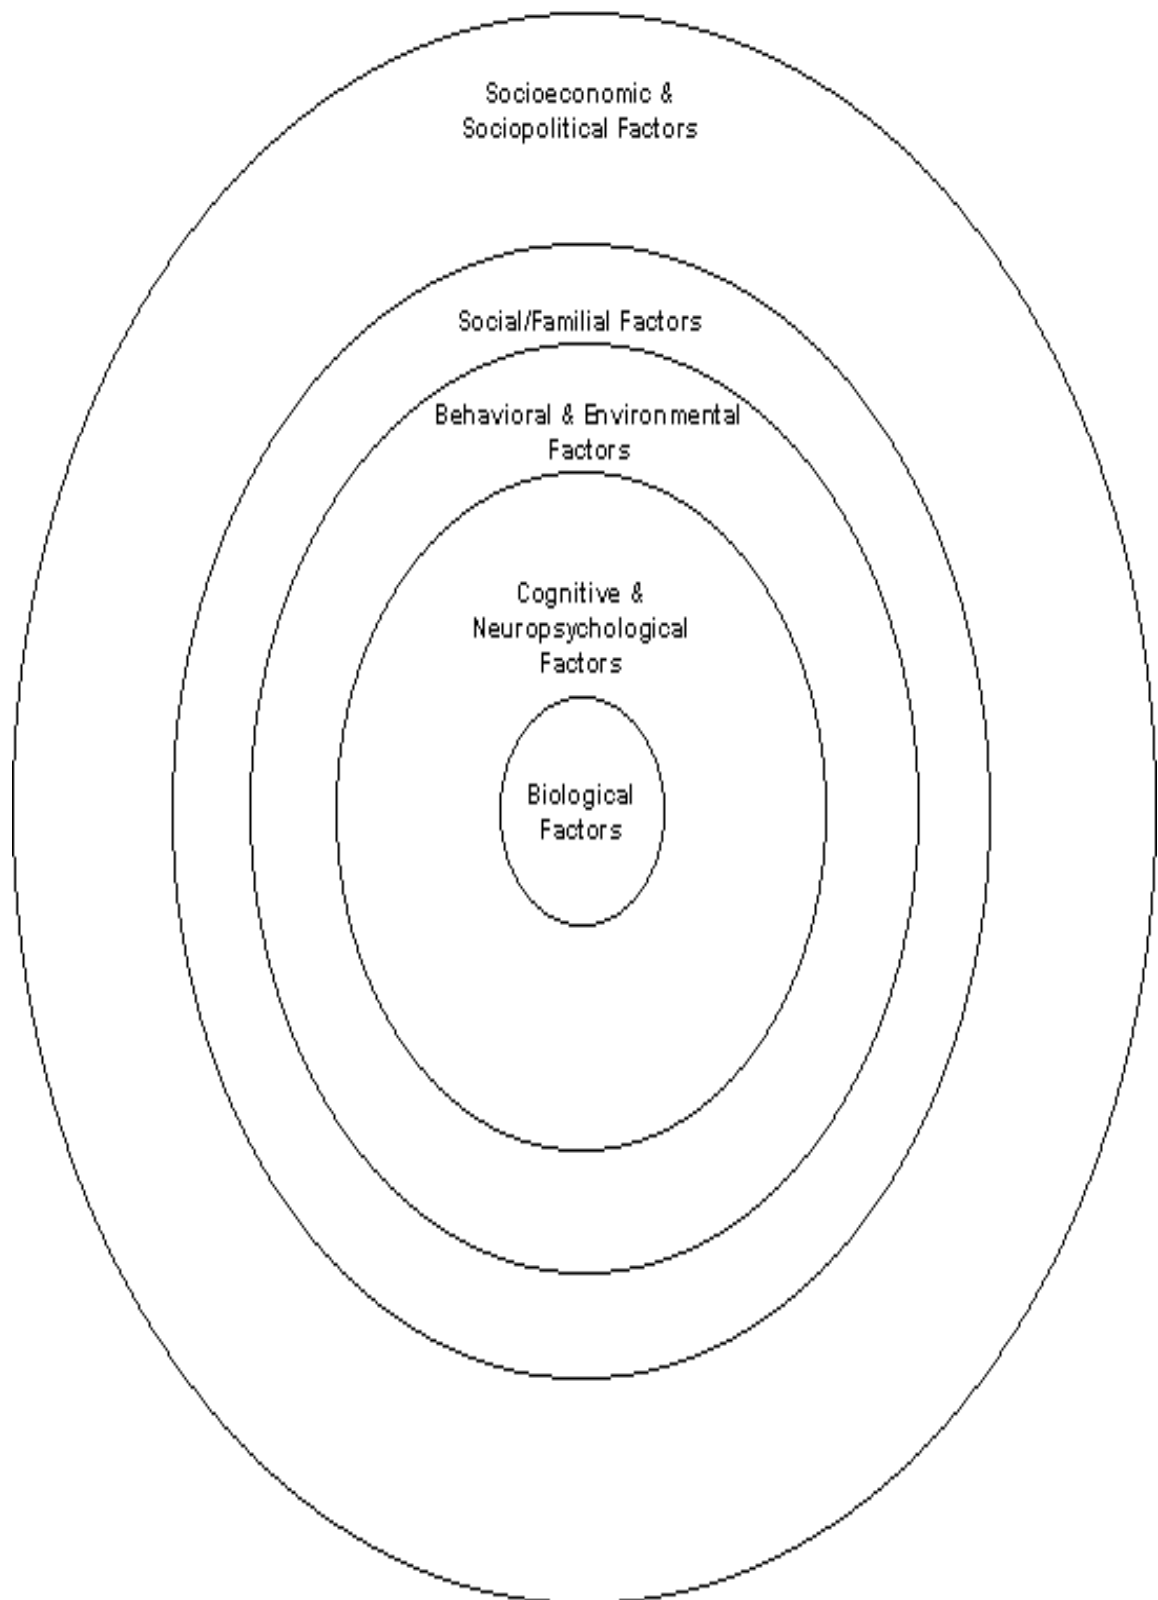 Socioeconomic &
Sociopolitical Factors
Social/Familial Factors
Behavioral & Environmental
Factors
Cognitive &
Neuropsychological
Factors
Biological
Factors